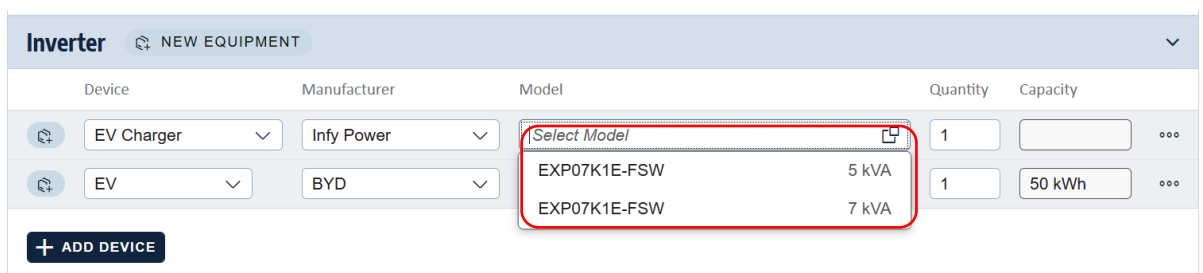 Inverter NEW EQUIPMENT
Device Manufacturer Model Quantity Capacity
EV Charger Infy Power Select Model 1
EXP07K1E-FSW 5 kVA
EV BYD 1 50 kWh
EXP07K1E-FSW 7 kVA
+ ADD DEVICE